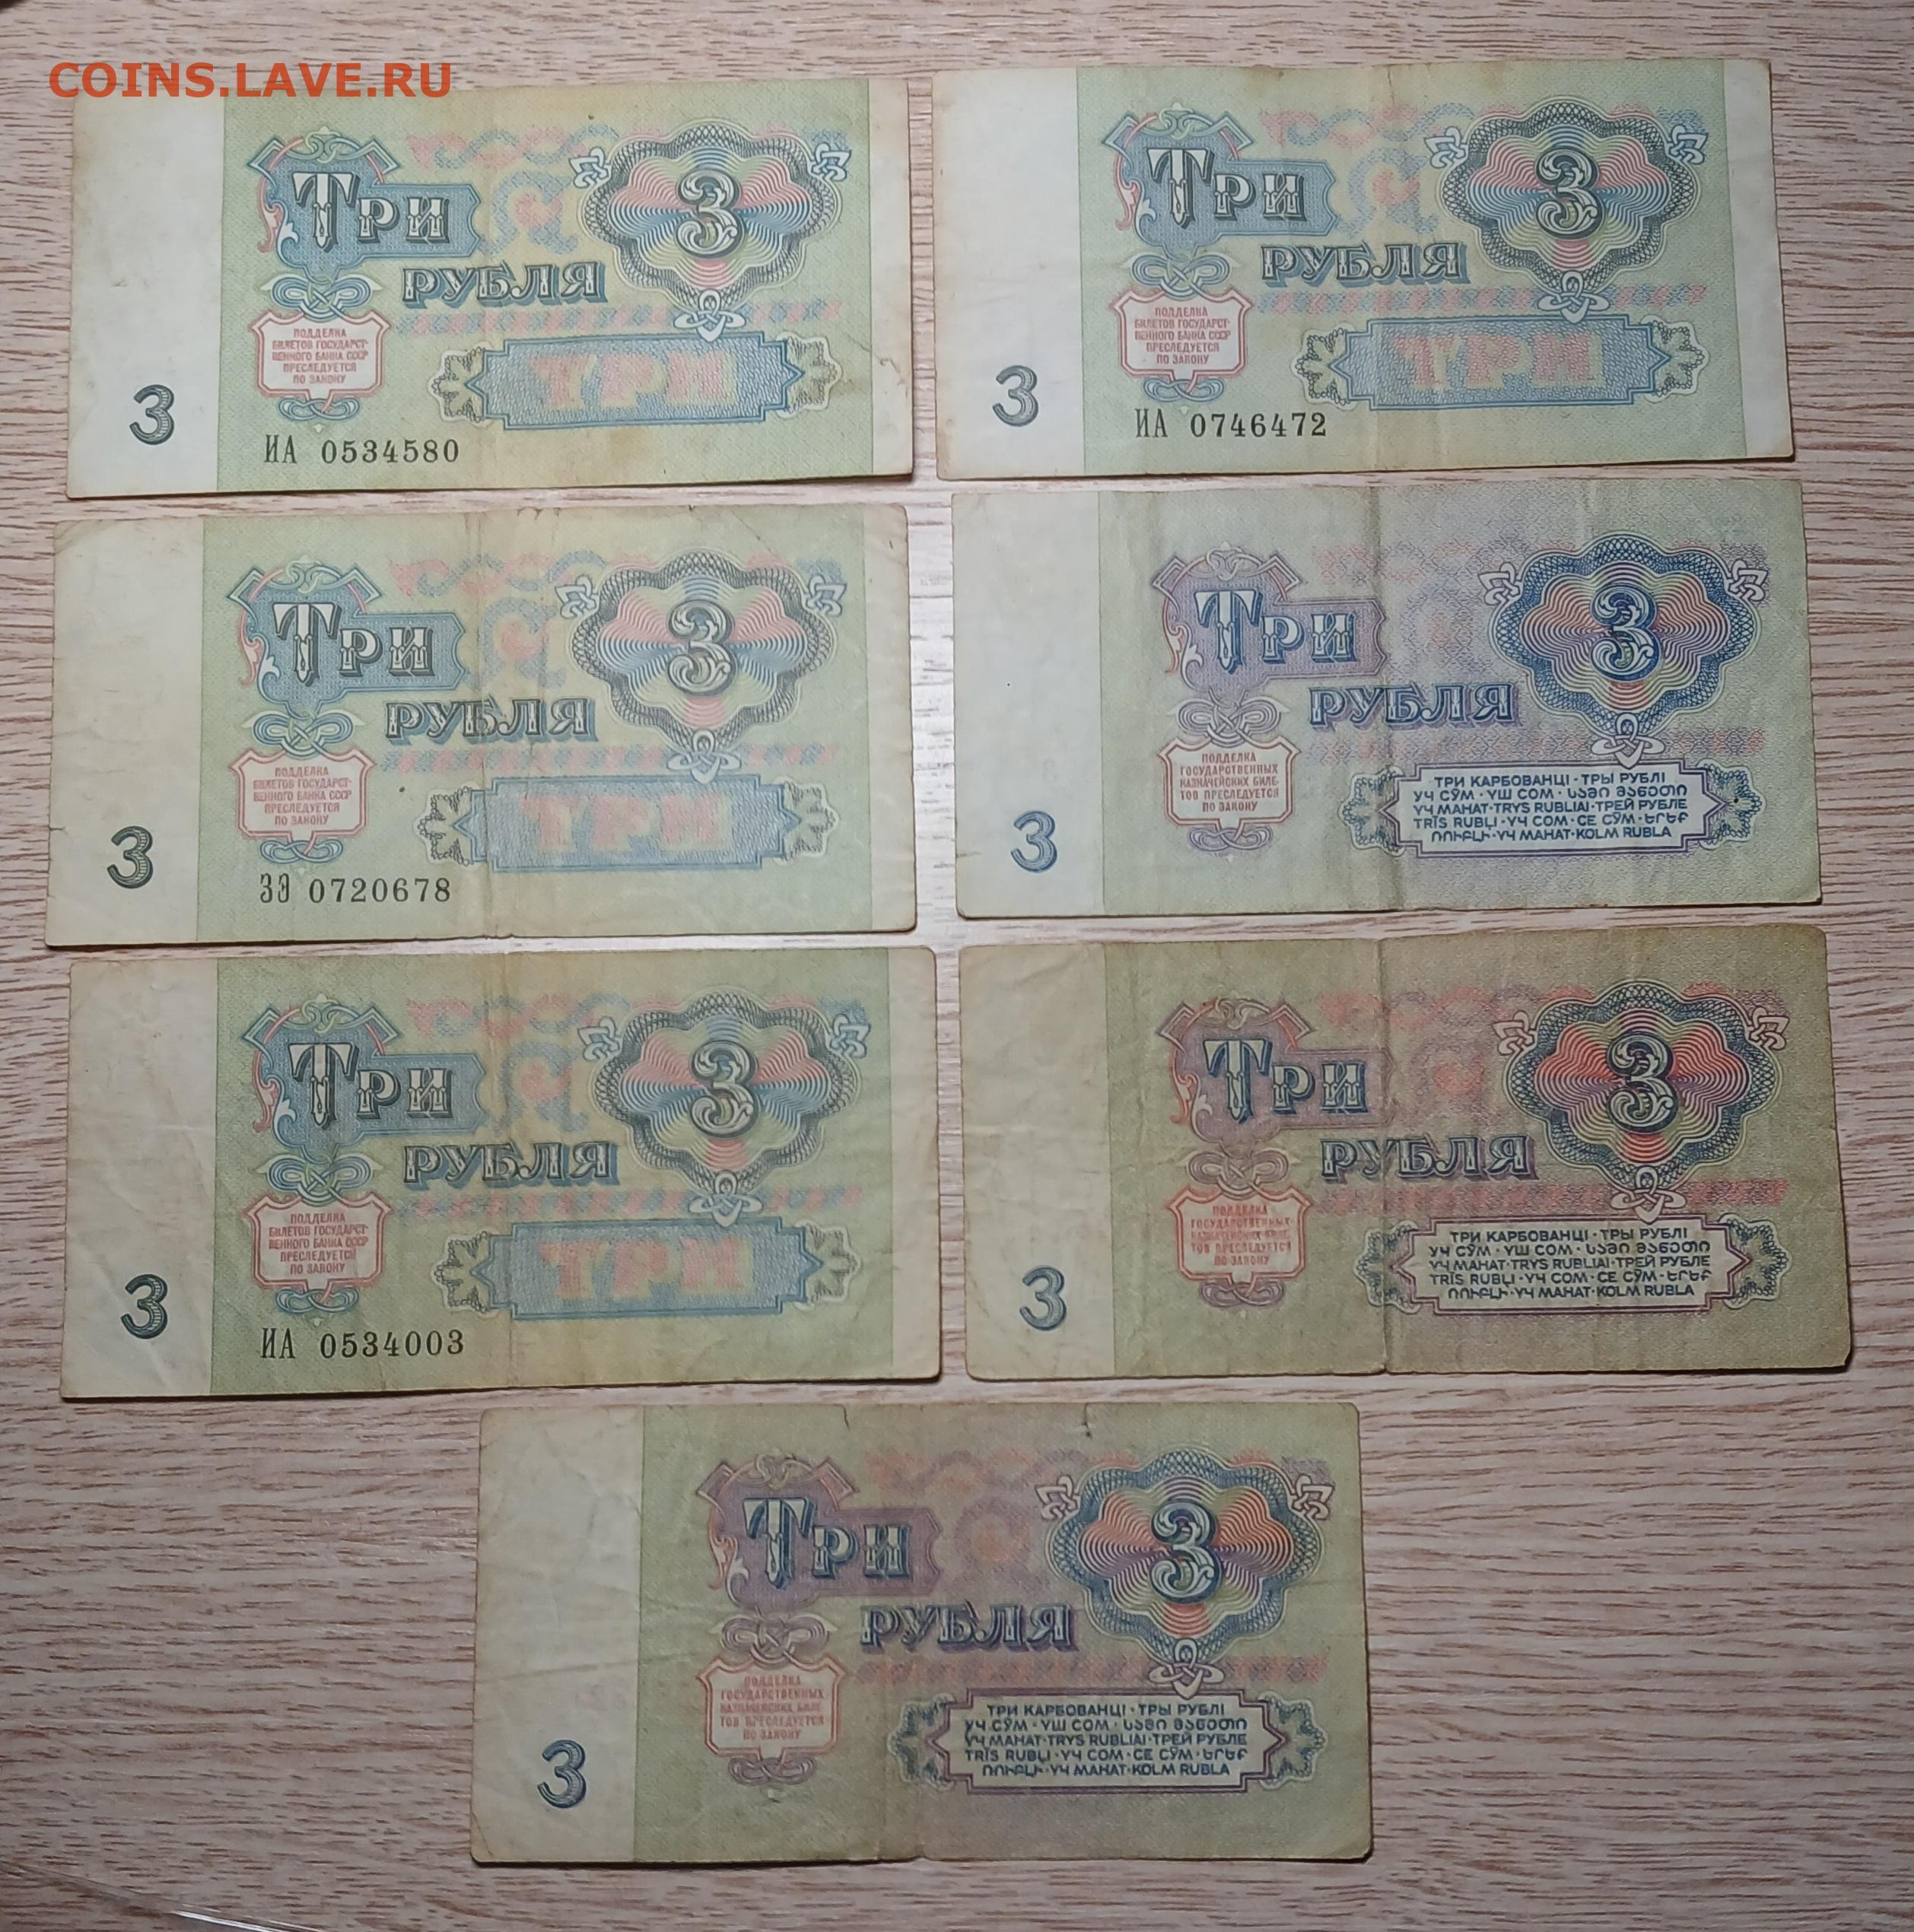 COINS.LAVE.RU
ТРИ
РУБЛЯ
3
ПОДДЕЛКА
БИЛЕТОВ ГОСУДАРСТ-
ВЕННОГО БАНКА СССР
ПРЕСЛЕДУЕТСЯ
ПО ЗАКОНУ
ТРИ
3
ИА 0534580
ТРИ
РУБЛЯ
3
ПОДДЕЛКА
БИЛЕТОВ ГОСУДАРСТ-
ВЕННОГО БАНКА СССР
ПРЕСЛЕДУЕТСЯ
ПО ЗАКОНУ
ТРИ
3
ИА 0746472
ТРИ
РУБЛЯ
3
ПОДДЕЛКА
БИЛЕТОВ ГОСУДАРСТ-
ВЕННОГО БАНКА СССР
ПРЕСЛЕДУЕТСЯ
ПО ЗАКОНУ
ТРИ
3
ЗЭ 0720678
ТРИ
РУБЛЯ
3
ПОДДЕЛКА
ГОСУДАРСТВЕННЫХ
КАЗНАЧЕЙСКИХ БИЛЕ-
ТОВ ПРЕСЛЕДУЕТСЯ
ПО ЗАКОНУ
ТРИ КАРБОВАНЦІ · ТРЫ РУБЛІ
УЧ СЎМ · ҮШ СОМ · ᲡᲐᲛᲘ ᲛᲐᲜᲔᲗᲘ
ҮЧ МАНАТ · TRYS RUBLIAI · ТРЕЙ РУБЛЕ
TRĪS RUBĻI · ҮЧ СОМ · СЕ СӮМ · ԵՐԵՔ
ՌՈՒԲԼԻ · ҮЧ МАНАТ · KOLM RUBLA
3
ТРИ
РУБЛЯ
3
ПОДДЕЛКА
БИЛЕТОВ ГОСУДАРСТ-
ВЕННОГО БАНКА СССР
ПРЕСЛЕДУЕТСЯ
ПО ЗАКОНУ
ТРИ
3
ИА 0534003
ТРИ
РУБЛЯ
3
ПОДДЕЛКА
ГОСУДАРСТВЕННЫХ
КАЗНАЧЕЙСКИХ БИЛЕ-
ТОВ ПРЕСЛЕДУЕТСЯ
ПО ЗАКОНУ
ТРИ КАРБОВАНЦІ · ТРЫ РУБЛІ
УЧ СЎМ · ҮШ СОМ · ᲡᲐᲛᲘ ᲛᲐᲜᲔᲗᲘ
ҮЧ МАНАТ · TRYS RUBLIAI · ТРЕЙ РУБЛЕ
TRĪS RUBĻI · ҮЧ СОМ · СЕ СӮМ · ԵՐԵՔ
ՌՈՒԲԼԻ · ҮЧ МАНАТ · KOLM RUBLA
3
ТРИ
РУБЛЯ
3
ПОДДЕЛКА
ГОСУДАРСТВЕННЫХ
КАЗНАЧЕЙСКИХ БИЛЕ-
ТОВ ПРЕСЛЕДУЕТСЯ
ПО ЗАКОНУ
ТРИ КАРБОВАНЦІ · ТРЫ РУБЛІ
УЧ СЎМ · ҮШ СОМ · ᲡᲐᲛᲘ ᲛᲐᲜᲔᲗᲘ
ҮЧ МАНАТ · TRYS RUBLIAI · ТРЕЙ РУБЛЕ
TRĪS RUBĻI · ҮЧ СОМ · СЕ СӮМ · ԵՐԵՔ
ՌՈՒԲԼԻ · ҮЧ МАНАТ · KOLM RUBLA
3